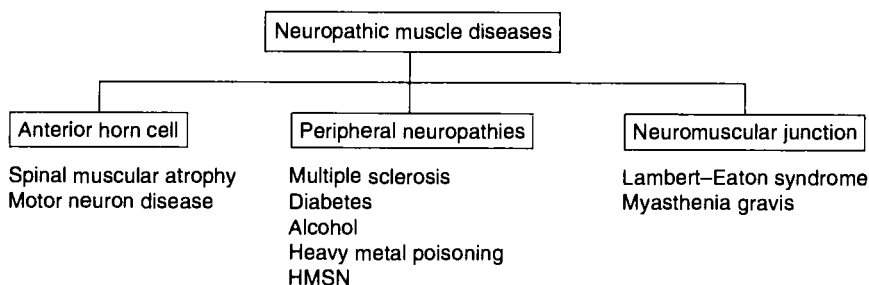 Neuropathic muscle diseases
Anterior horn cell
Spinal muscular atrophy
Motor neuron disease
Peripheral neuropathies
Multiple sclerosis
Diabetes
Alcohol
Heavy metal poisoning
HMSN
Neuromuscular junction
Lambert–Eaton syndrome
Myasthenia gravis